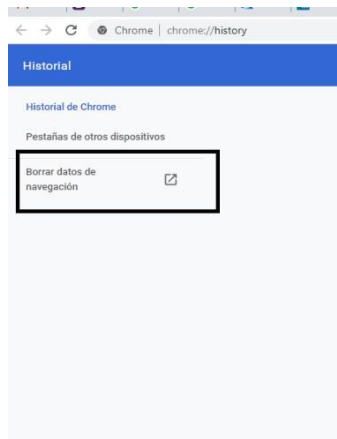 Chrome | chrome://history
Historial
Historial de Chrome
Pestañas de otros dispositivos
Borrar datos de
navegación